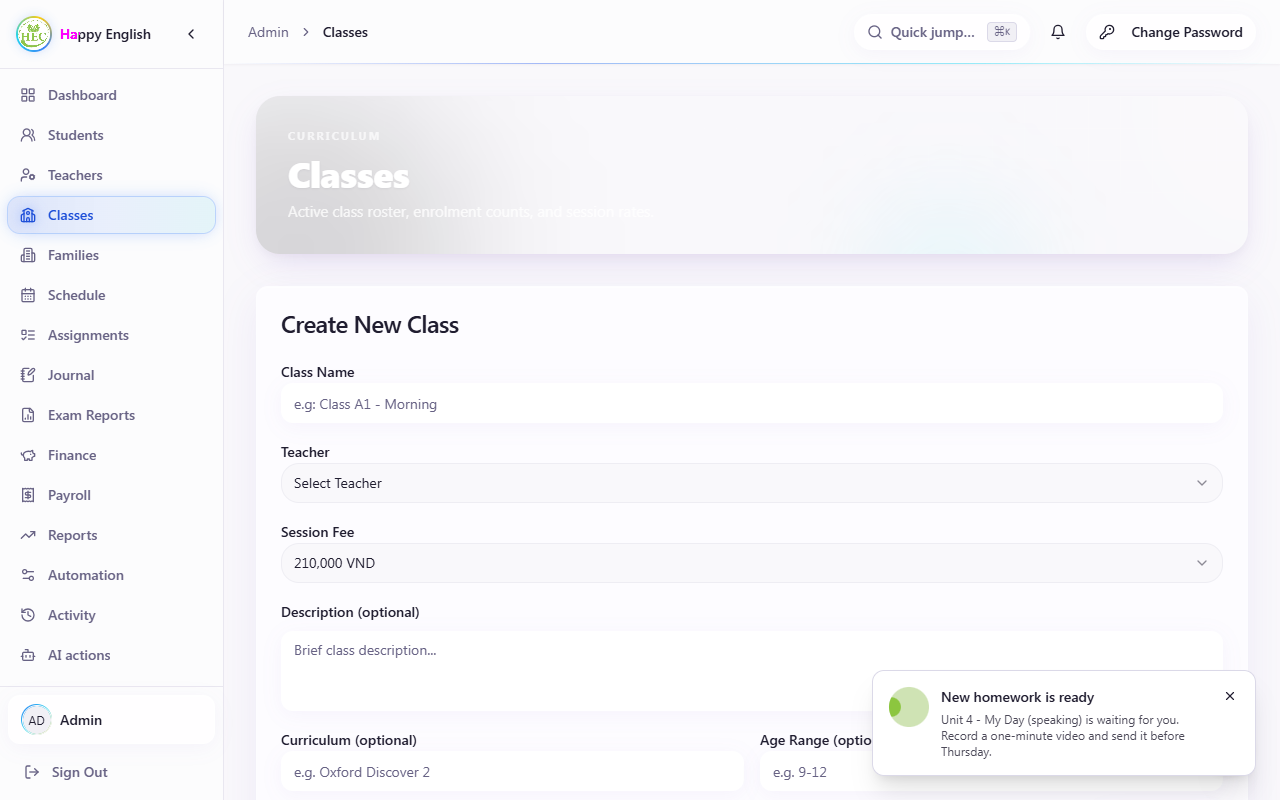 HEC
Happy English
Admin
Classes
Quick jump...
⌘K
Change Password
Dashboard
Students
Teachers
Classes
Families
Schedule
Assignments
Journal
Exam Reports
Finance
Payroll
Reports
Automation
Activity
AI actions
AD
Admin
Sign Out
CURRICULUM
Classes
Active class roster, enrolment counts, and session rates.
Create New Class
Class Name
e.g: Class A1 - Morning
Teacher
Select Teacher
Session Fee
210,000 VND
Description (optional)
Brief class description...
Curriculum (optional)
e.g. Oxford Discover 2
Age Range (optio
e.g. 9-12
New homework is ready
Unit 4 - My Day (speaking) is waiting for you.
Record a one-minute video and send it before
Thursday.